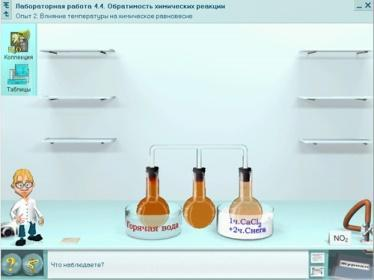 Лабораторная работа 4.4. Обратимость химических реакций
Опыт 2: Влияние температуры на химическое равновесие
Коллекция
Таблицы
Горячая вода
1ч.CaCl2
+2ч.Снега
NO2
Что наблюдаете?